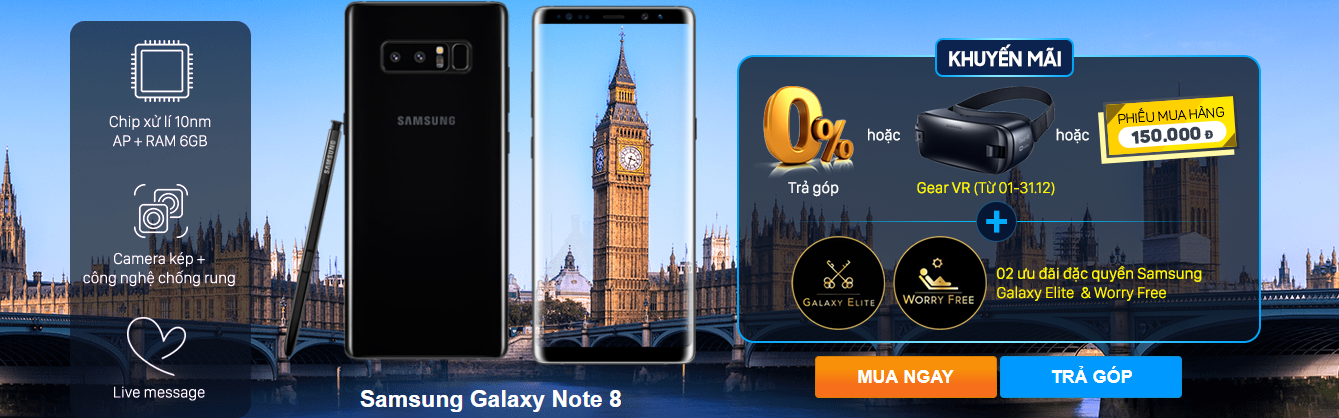 Chip xử lí 10nm
AP + RAM 6GB
Camera kép +
công nghệ chống rung
Live message
SAMSUNG
SAMSUNG
Samsung Galaxy Note 8
KHUYẾN MÃI
0%
hoặc
hoặc
PHIẾU MUA HÀNG
150.000 Đ
Trả góp
Gear VR (Từ 01-31.12)
+
GALAXY ELITE
WORRY FREE
02 ưu đãi đặc quyền Samsung
Galaxy Elite & Worry Free
MUA NGAY
TRẢ GÓP